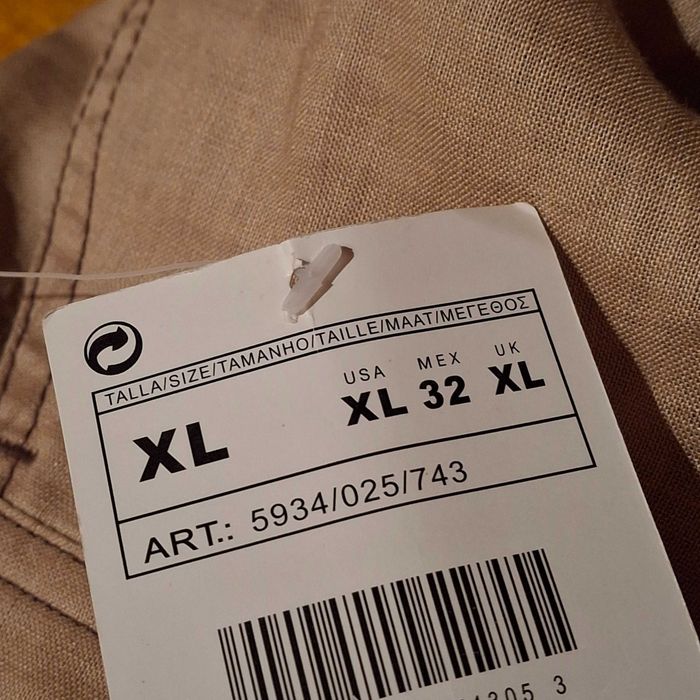 TALLA/SIZE/TAMANHO/TAILLE/MAAT/ΜΕΓΕΘΟΣ
USA MEX UK
XL XL 32 XL
ART.: 5934/025/743